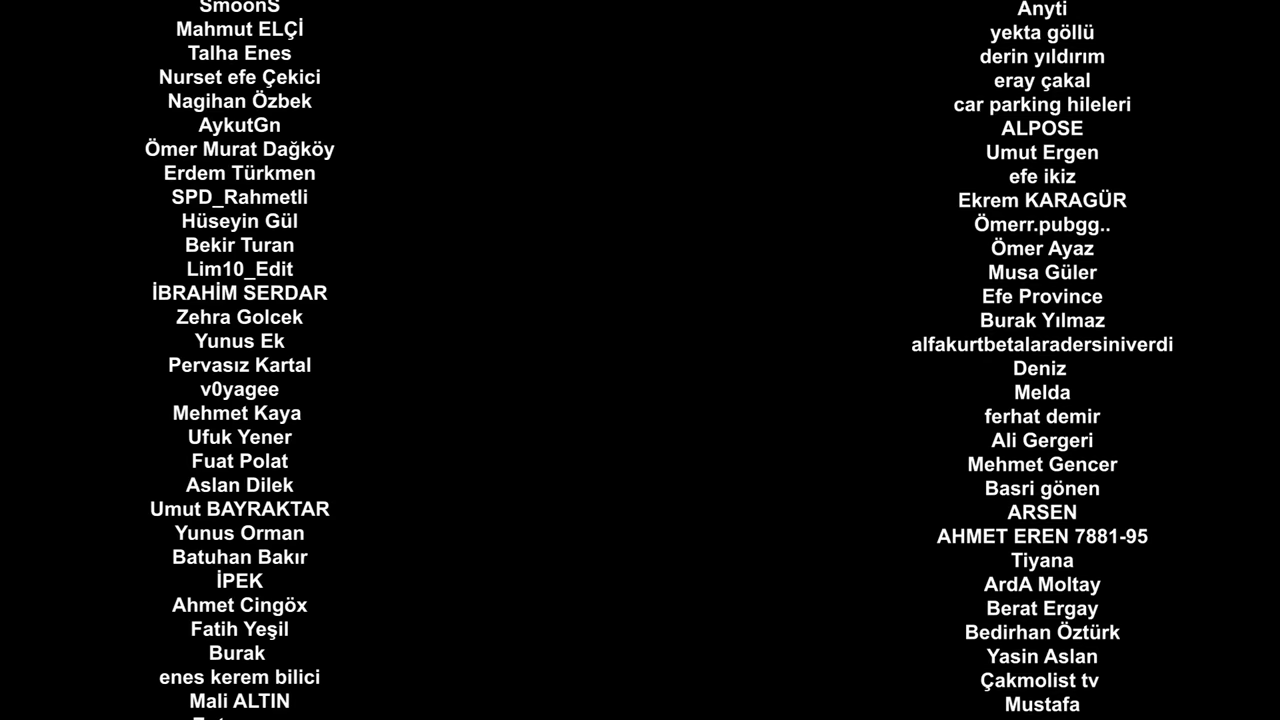 SmoonS
Mahmut ELÇİ
Talha Enes
Nurset efe Çekici
Nagihan Özbek
AykutGn
Ömer Murat Dağköy
Erdem Türkmen
SPD_Rahmetli
Hüseyin Gül
Bekir Turan
Lim10_Edit
İBRAHİM SERDAR
Zehra Golcek
Yunus Ek
Pervasız Kartal
v0yagee
Mehmet Kaya
Ufuk Yener
Fuat Polat
Aslan Dilek
Umut BAYRAKTAR
Yunus Orman
Batuhan Bakır
İPEK
Ahmet Cingöx
Fatih Yeşil
Burak
enes kerem bilici
Mali ALTIN
Anyti
yekta göllü
derin yıldırım
eray çakal
car parking hileleri
ALPOSE
Umut Ergen
efe ikiz
Ekrem KARAGÜR
Ömerr.pubgg..
Ömer Ayaz
Musa Güler
Efe Province
Burak Yılmaz
alfakurtbetalaradersiniverdi
Deniz
Melda
ferhat demir
Ali Gergeri
Mehmet Gencer
Basri gönen
ARSEN
AHMET EREN 7881-95
Tiyana
ArdA Moltay
Berat Ergay
Bedirhan Öztürk
Yasin Aslan
Çakmolist tv
Mustafa